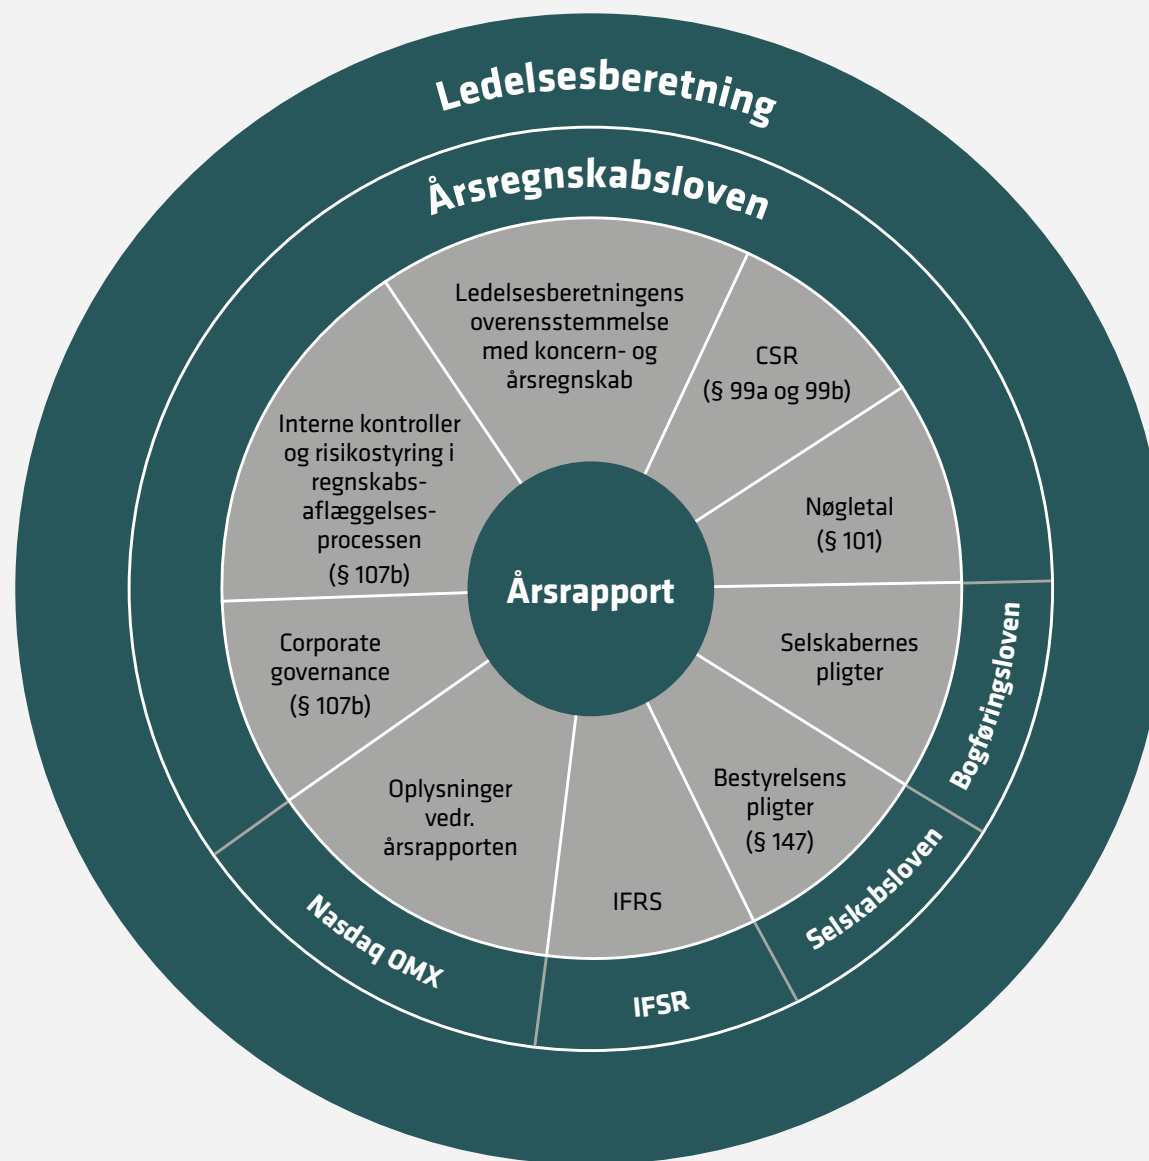 Ledelsesberetning
Årsregnskabsloven
Ledelsesberetningens
overensstemmelse
med koncern- og
årsregnskab
CSR
(§ 99a og 99b)
Nøgletal
(§ 101)
Selskabernes
pligter
Bestyrelsens
pligter
(§ 147)
IFRS
Oplysninger
vedr.
årsrapporten
Corporate
governance
(§ 107b)
Interne kontroller
og risikostyring i
regnskabs-
aflæggelses-
processen
(§ 107b)
Årsrapport
Bogføringsloven
Selskabsloven
IFSR
Nasdaq OMX